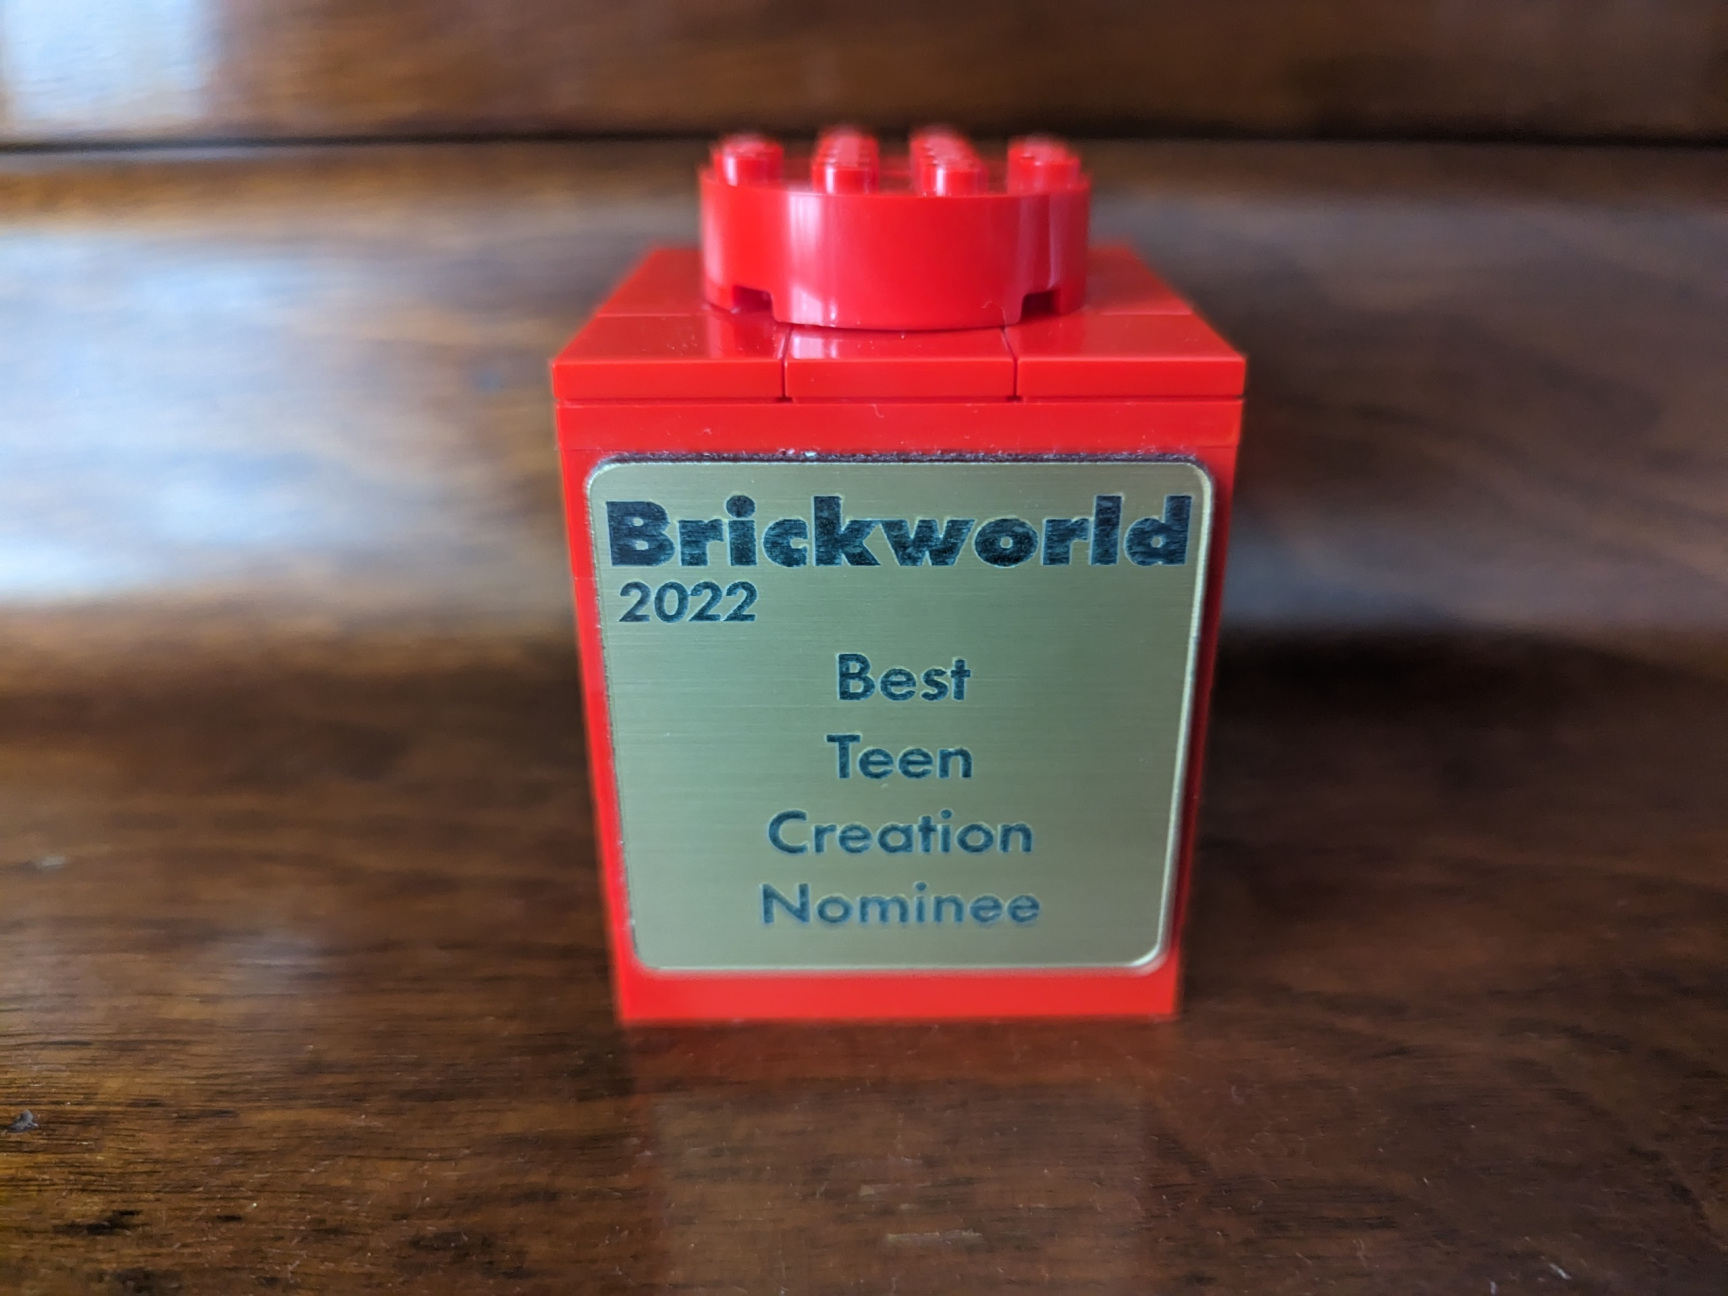 Brickworld
2022
Best
Teen
Creation
Nominee